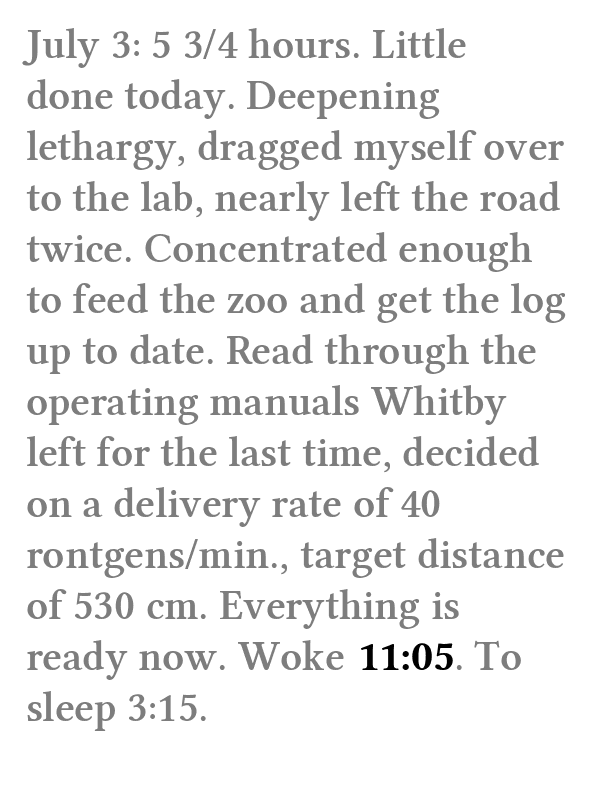 July 3: 5 3/4 hours. Little
done today. Deepening
lethargy, dragged myself over
to the lab, nearly left the road
twice. Concentrated enough
to feed the zoo and get the log
up to date. Read through the
operating manuals Whitby
left for the last time, decided
on a delivery rate of 40
rontgens/min., target distance
of 530 cm. Everything is
ready now. Woke 11:05. To
sleep 3:15.